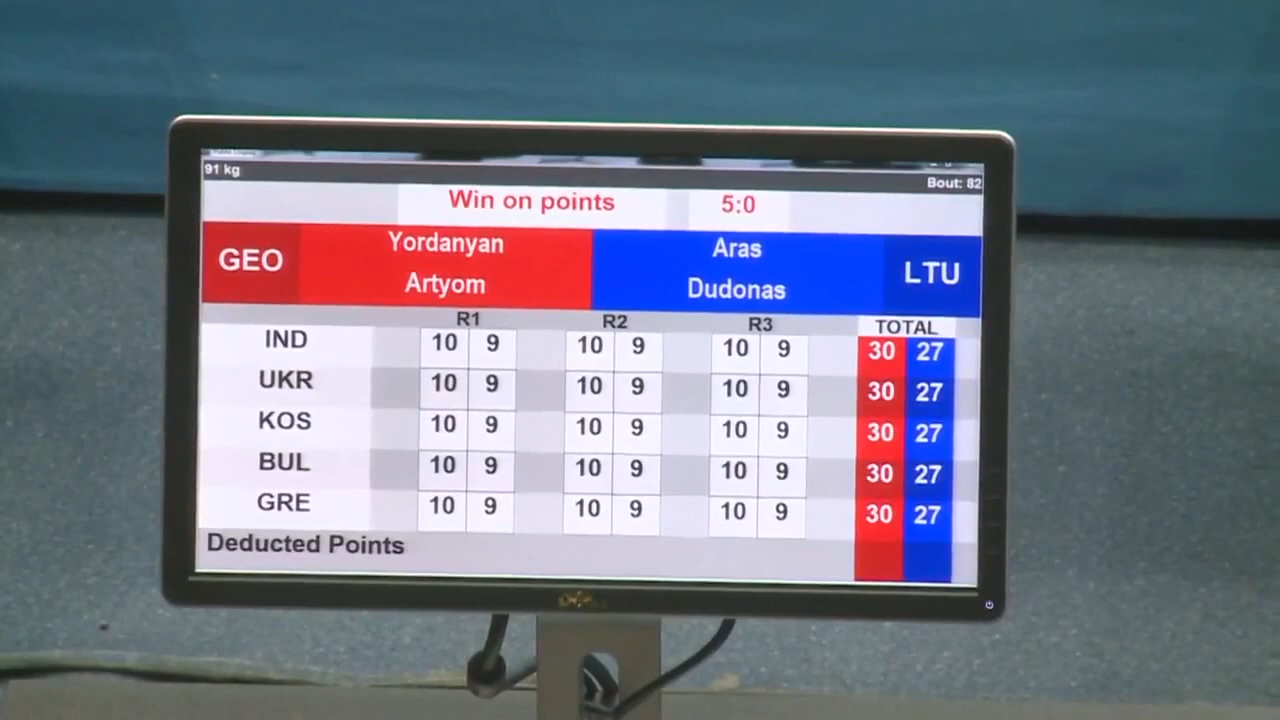 91 kg
Bout: 82
Win on points 5:0
GEO Yordanyan Artyom Aras Dudonas LTU
R1 R2 R3 TOTAL
IND 10 9 10 9 10 9 30 27
UKR 10 9 10 9 10 9 30 27
KOS 10 9 10 9 10 9 30 27
BUL 10 9 10 9 10 9 30 27
GRE 10 9 10 9 10 9 30 27
Deducted Points